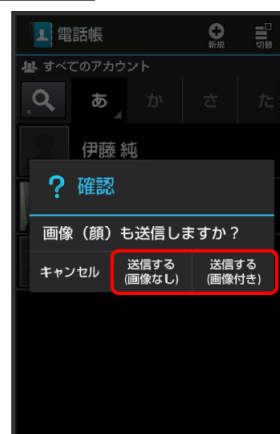 電話帳
新規
切替
すべてのアカウント
あ か さ た
伊藤 純
? 確認
画像（顔）も送信しますか？
キャンセル
送信する
(画像なし)
送信する
(画像付き)